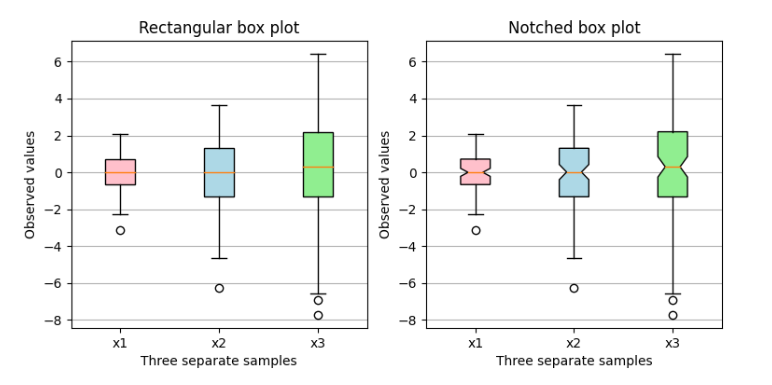 Rectangular box plot
Observed values
6
4
2
0
−2
−4
−6
−8
x1 x2 x3
Three separate samples
Notched box plot
Observed values
6
4
2
0
−2
−4
−6
−8
x1 x2 x3
Three separate samples